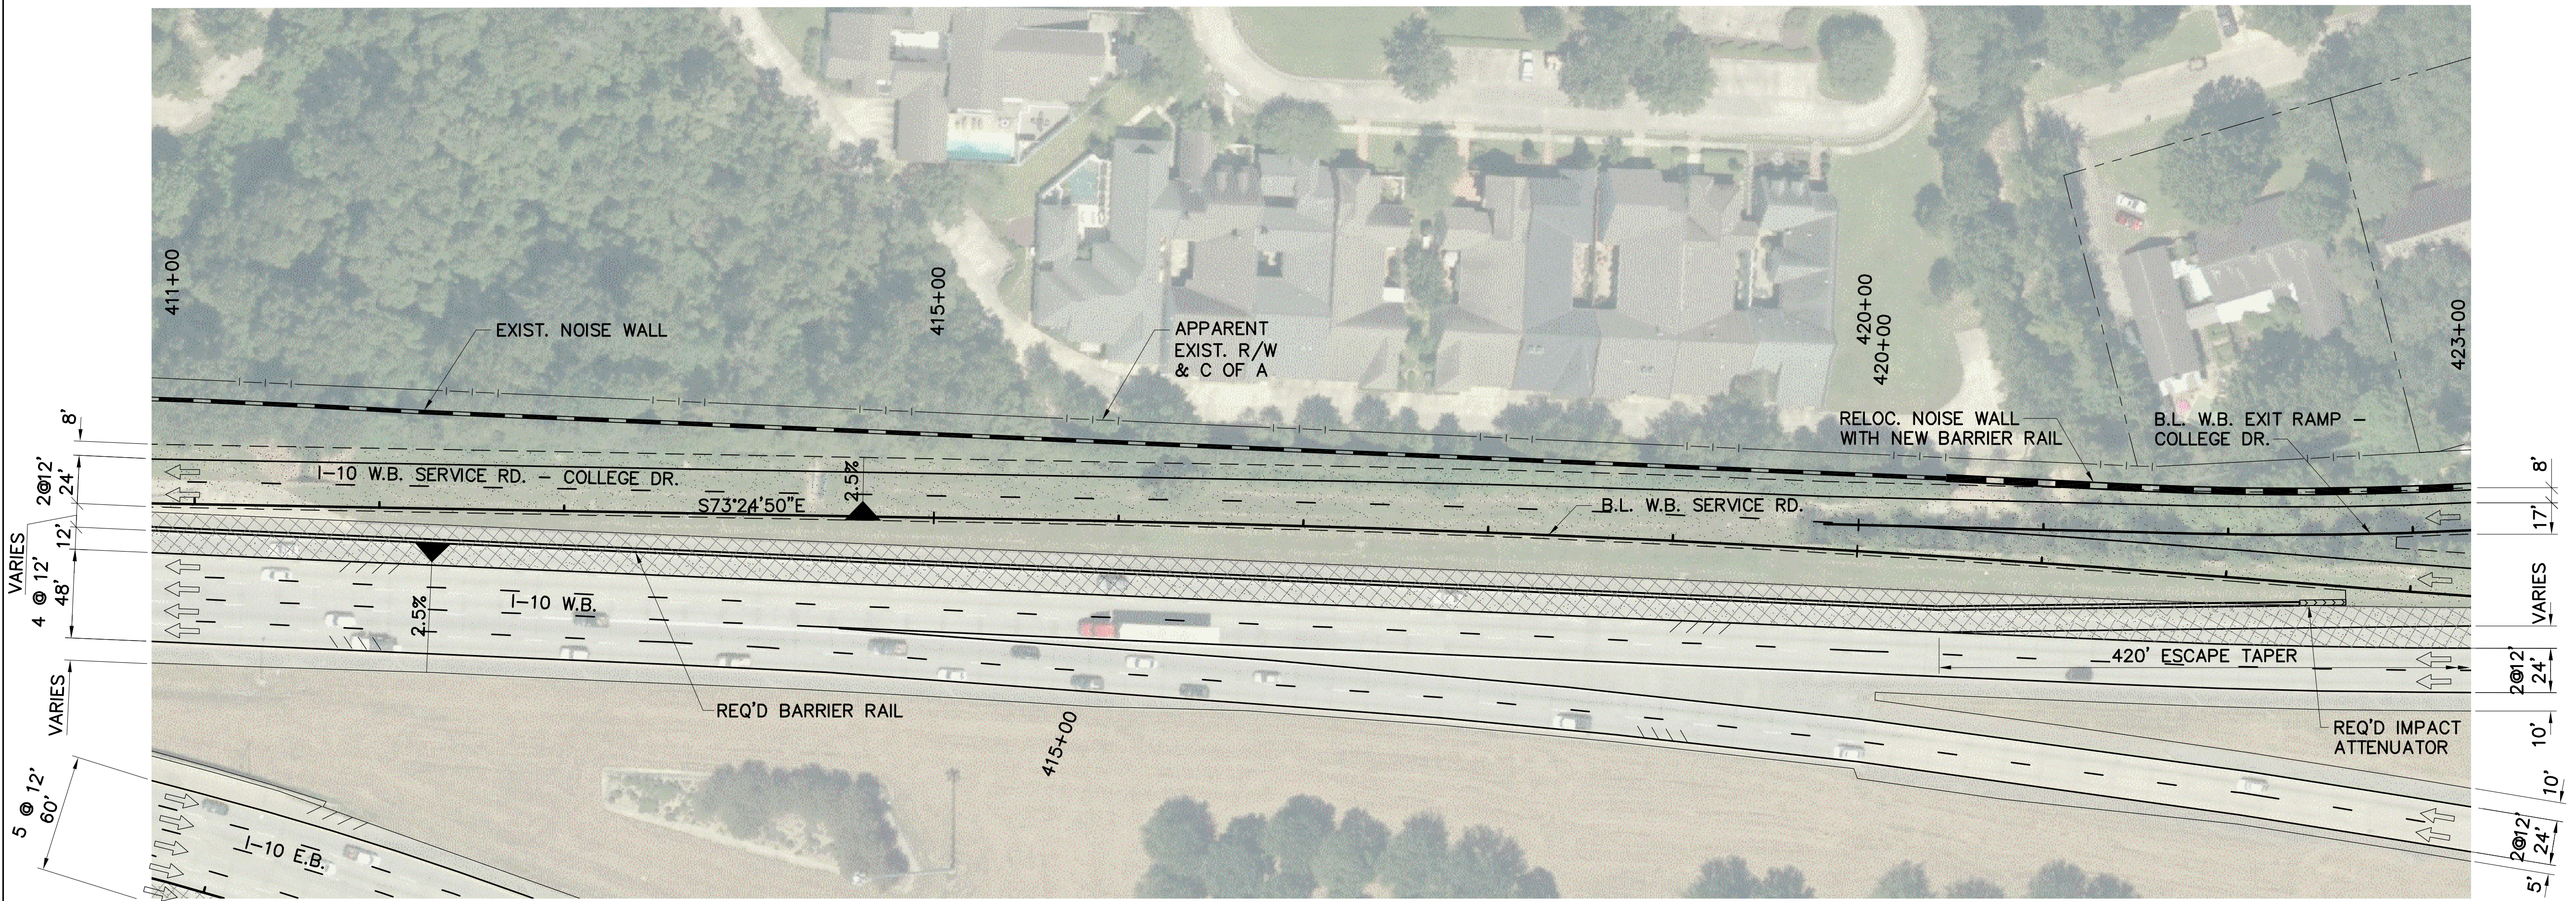 411+00
415+00
420+00
420+00
423+00
EXIST. NOISE WALL
APPARENT
EXIST. R/W
& C OF A
RELOC. NOISE WALL
WITH NEW BARRIER RAIL
B.L. W.B. EXIT RAMP –
COLLEGE DR.
8'
2@12'
24'
12'
VARIES
4 @ 12'
48'
VARIES
5 @ 12'
60'
I-10 W.B. SERVICE RD. – COLLEGE DR.
2.5%
S73°24'50"E
B.L. W.B. SERVICE RD.
2.5%
I-10 W.B.
REQ'D BARRIER RAIL
415+00
420' ESCAPE TAPER
REQ'D IMPACT
ATTENUATOR
I-10 E.B.
8'
17'
VARIES
2@12'
24'
10'
10'
2@12'
24'
5'